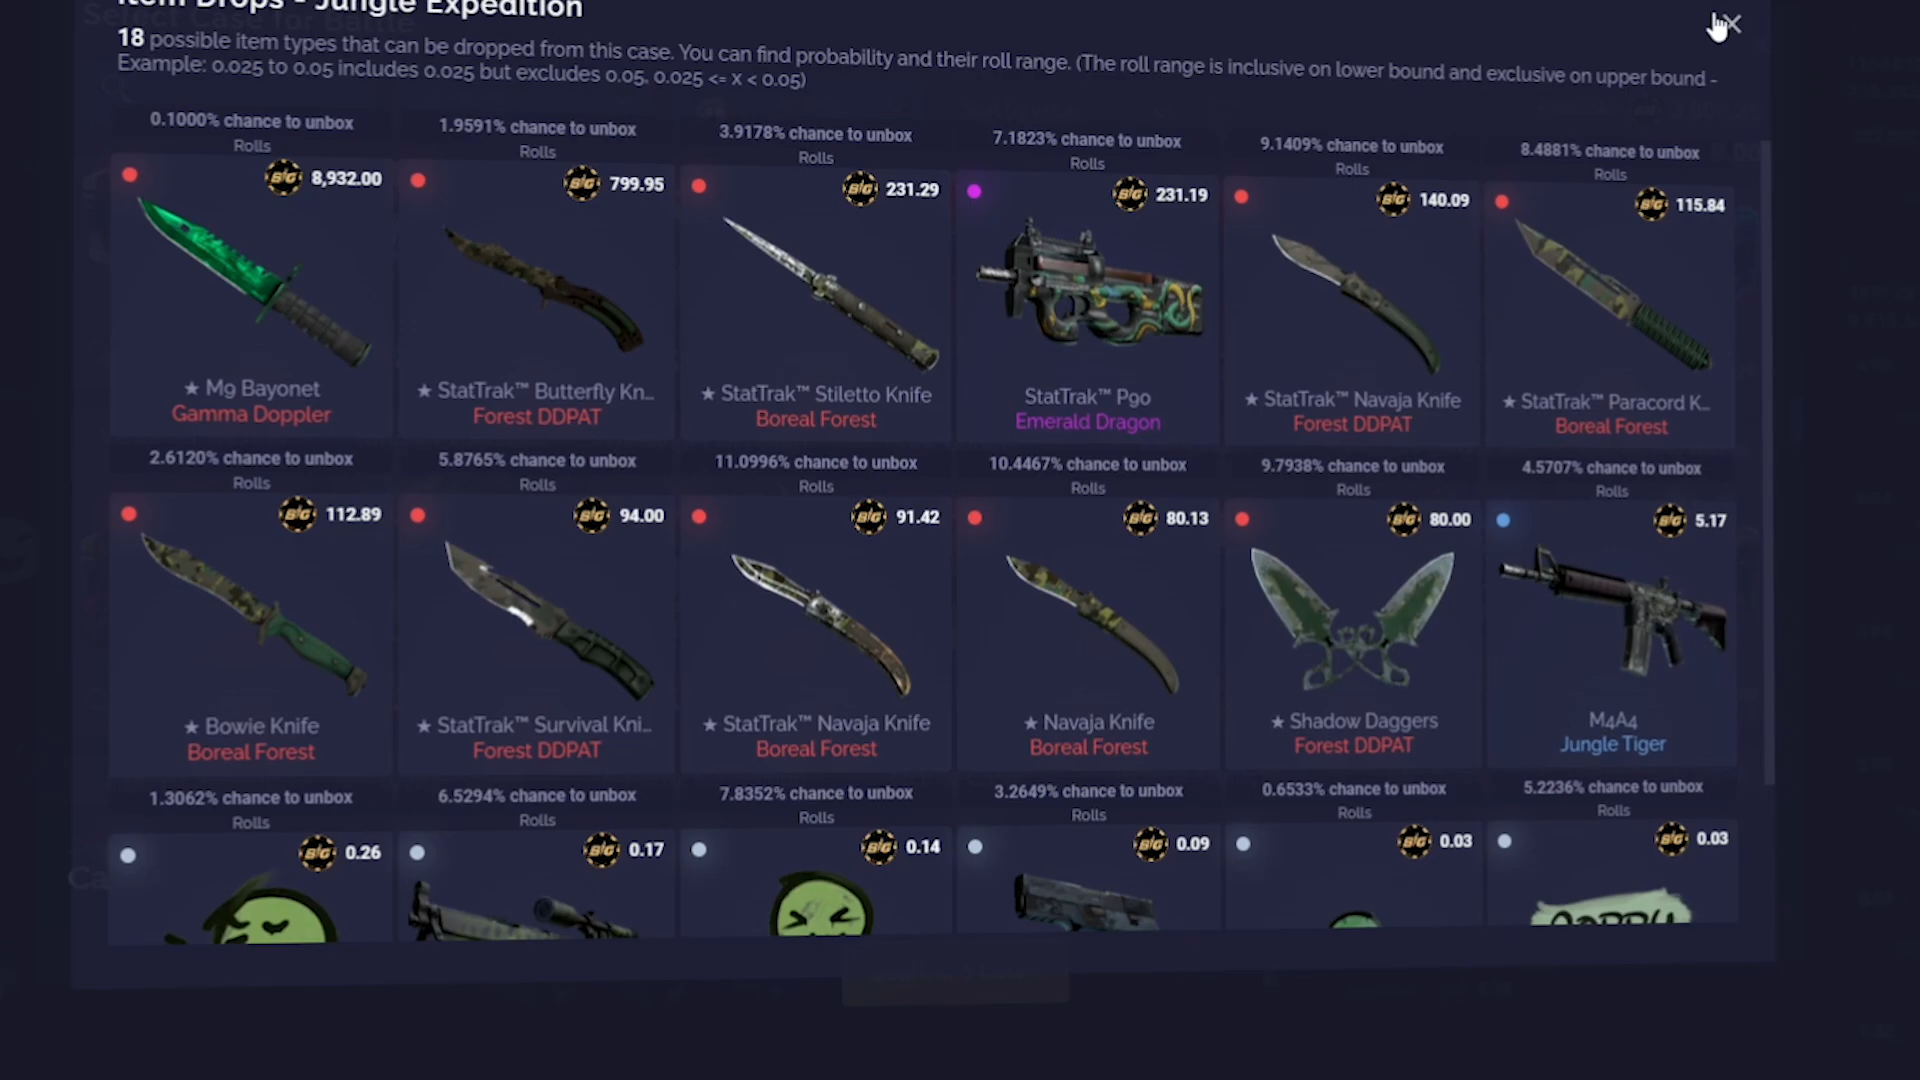 Item Drops - Jungle Expedition
18 possible item types that can be dropped from this case. You can find probability and their roll range. (The roll range is inclusive on lower bound and exclusive on upper bound -
Example: 0.025 to 0.05 includes 0.025 but excludes 0.05, 0.025 <= x < 0.05)
0.1000% chance to unbox 1.9591% chance to unbox 3.9178% chance to unbox 7.1823% chance to unbox 9.1409% chance to unbox 8.4881% chance to unbox
Rolls Rolls Rolls Rolls Rolls Rolls
8,932.00 799.95 231.29 231.19 140.09 115.84
★ M9 Bayonet ★ StatTrak™ Butterfly Kn... ★ StatTrak™ Stiletto Knife StatTrak™ P90 ★ StatTrak™ Navaja Knife ★ StatTrak™ Paracord K...
Gamma Doppler Forest DDPAT Boreal Forest Emerald Dragon Forest DDPAT Boreal Forest
2.6120% chance to unbox 5.8765% chance to unbox 11.0996% chance to unbox 10.4467% chance to unbox 9.7938% chance to unbox 4.5707% chance to unbox
Rolls Rolls Rolls Rolls Rolls Rolls
112.89 94.00 91.42 80.13 80.00 5.17
★ Bowie Knife ★ StatTrak™ Survival Kni... ★ StatTrak™ Navaja Knife ★ Navaja Knife ★ Shadow Daggers M4A4
Boreal Forest Forest DDPAT Boreal Forest Boreal Forest Forest DDPAT Jungle Tiger
1.3062% chance to unbox 6.5294% chance to unbox 7.8352% chance to unbox 3.2649% chance to unbox 0.6533% chance to unbox 5.2236% chance to unbox
Rolls Rolls Rolls Rolls Rolls Rolls
0.26 0.17 0.14 0.09 0.03 0.03